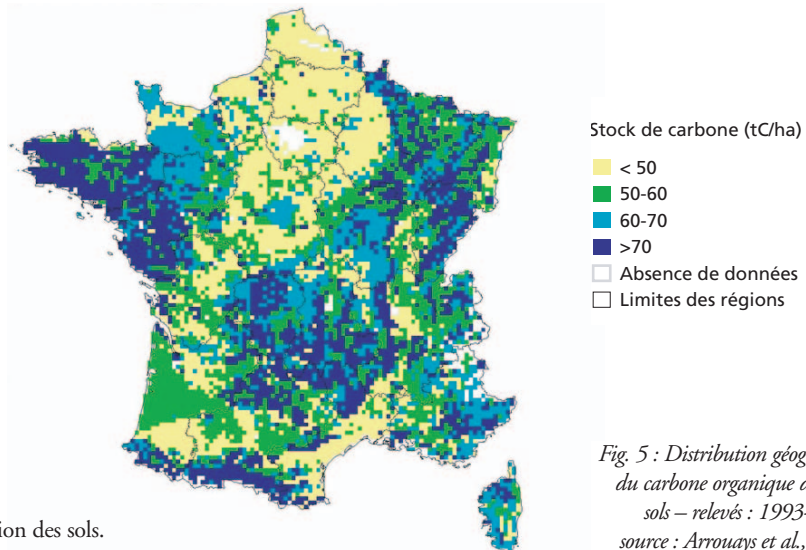 Stock de carbone (tC/ha)
< 50
50-60
60-70
>70
Absence de données
Limites des régions
Fig. 5 : Distribution géog
du carbone organique d
sols – relevés : 1993-
source : Arrouays et al.,
ion des sols.